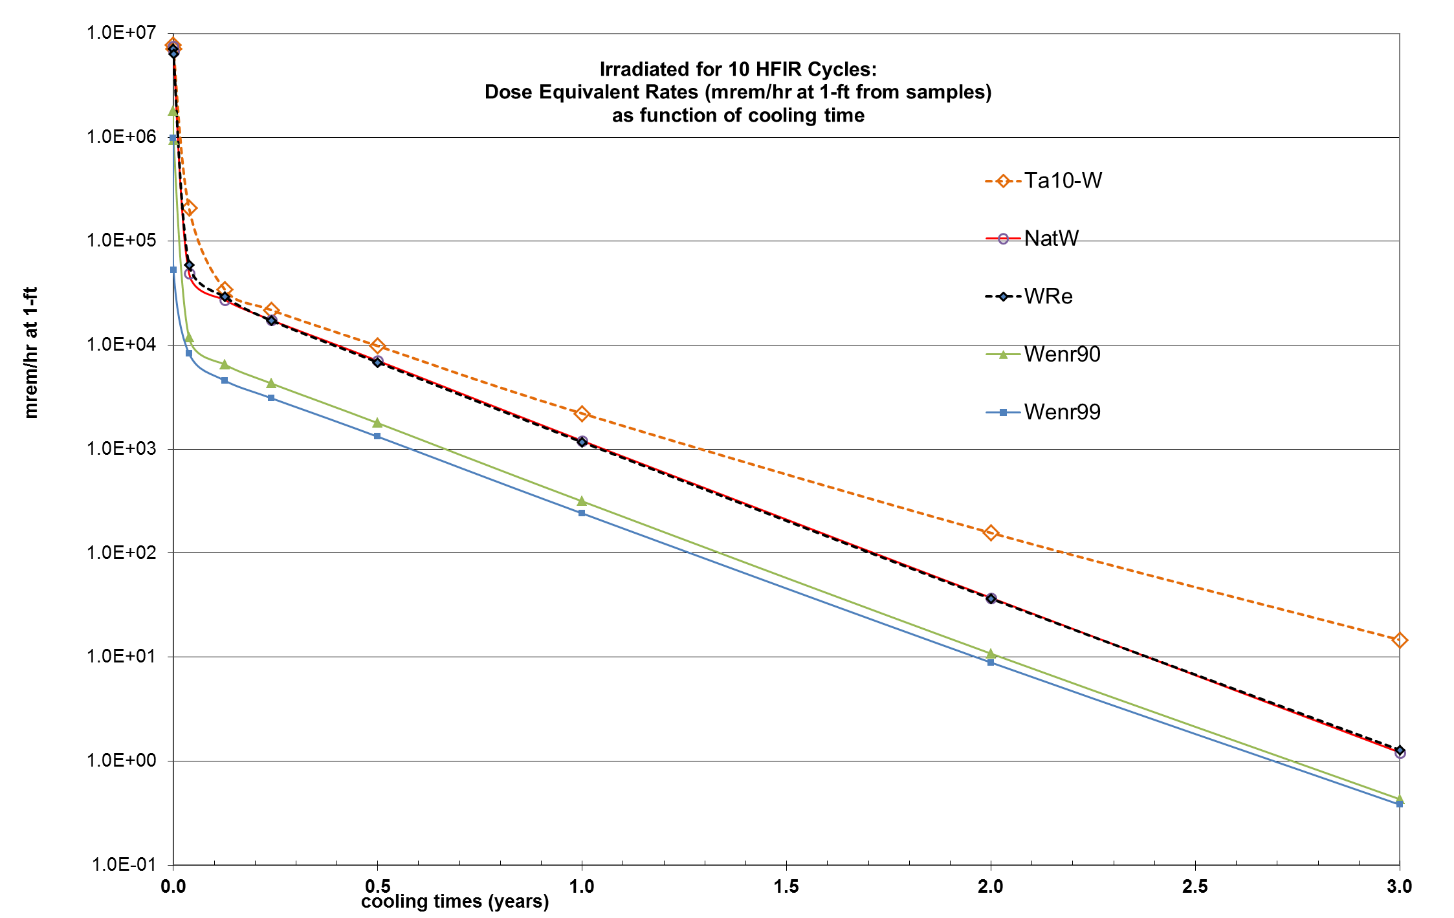 Irradiated for 10 HFIR Cycles:
Dose Equivalent Rates (mrem/hr at 1-ft from samples)
as function of cooling time
1.0E+07
1.0E+06
1.0E+05
1.0E+04
1.0E+03
1.0E+02
1.0E+01
1.0E+00
1.0E-01
mrem/hr at 1-ft
Ta10-W
NatW
WRe
Wenr90
Wenr99
0.0 0.5 1.0 1.5 2.0 2.5 3.0
cooling times (years)